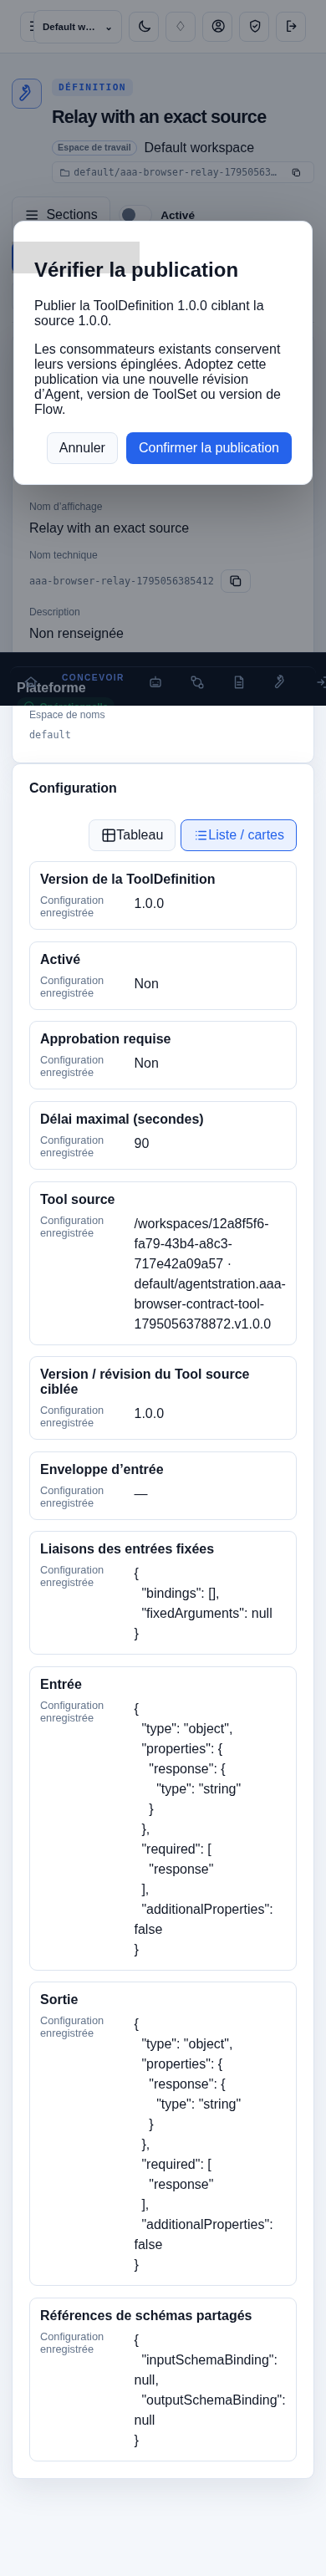 Default w… ⌄
DÉFINITION
Relay with an exact source
Espace de travail Default workspace
default/aaa-browser-relay-17950563…
Sections Activé
Vérifier la publication
Publier la ToolDefinition 1.0.0 ciblant la
source 1.0.0.
Les consommateurs existants conservent
leurs versions épinglées. Adoptez cette
publication via une nouvelle révision
d’Agent, version de ToolSet ou version de
Flow.
Annuler Confirmer la publication
Nom d’affichage
Relay with an exact source
Nom technique
aaa-browser-relay-1795056385412
Description
Non renseignée
CONCEVOIR
Plateforme
Espace de noms
default
Configuration
Tableau Liste / cartes
Version de la ToolDefinition
Configuration
enregistrée
1.0.0
Activé
Configuration
enregistrée
Non
Approbation requise
Configuration
enregistrée
Non
Délai maximal (secondes)
Configuration
enregistrée
90
Tool source
Configuration
enregistrée
/workspaces/12a8f5f6-
fa79-43b4-a8c3-
717e42a09a57 ·
default/agentstration.aaa-
browser-contract-tool-
1795056378872.v1.0.0
Version / révision du Tool source
ciblée
Configuration
enregistrée
1.0.0
Enveloppe d’entrée
Configuration
enregistrée
—
Liaisons des entrées fixées
Configuration
enregistrée
{
"bindings": [],
"fixedArguments": null
}
Entrée
Configuration
enregistrée
{
"type": "object",
"properties": {
"response": {
"type": "string"
}
},
"required": [
"response"
],
"additionalProperties":
false
}
Sortie
Configuration
enregistrée
{
"type": "object",
"properties": {
"response": {
"type": "string"
}
},
"required": [
"response"
],
"additionalProperties":
false
}
Références de schémas partagés
Configuration
enregistrée
{
"inputSchemaBinding":
null,
"outputSchemaBinding":
null
}